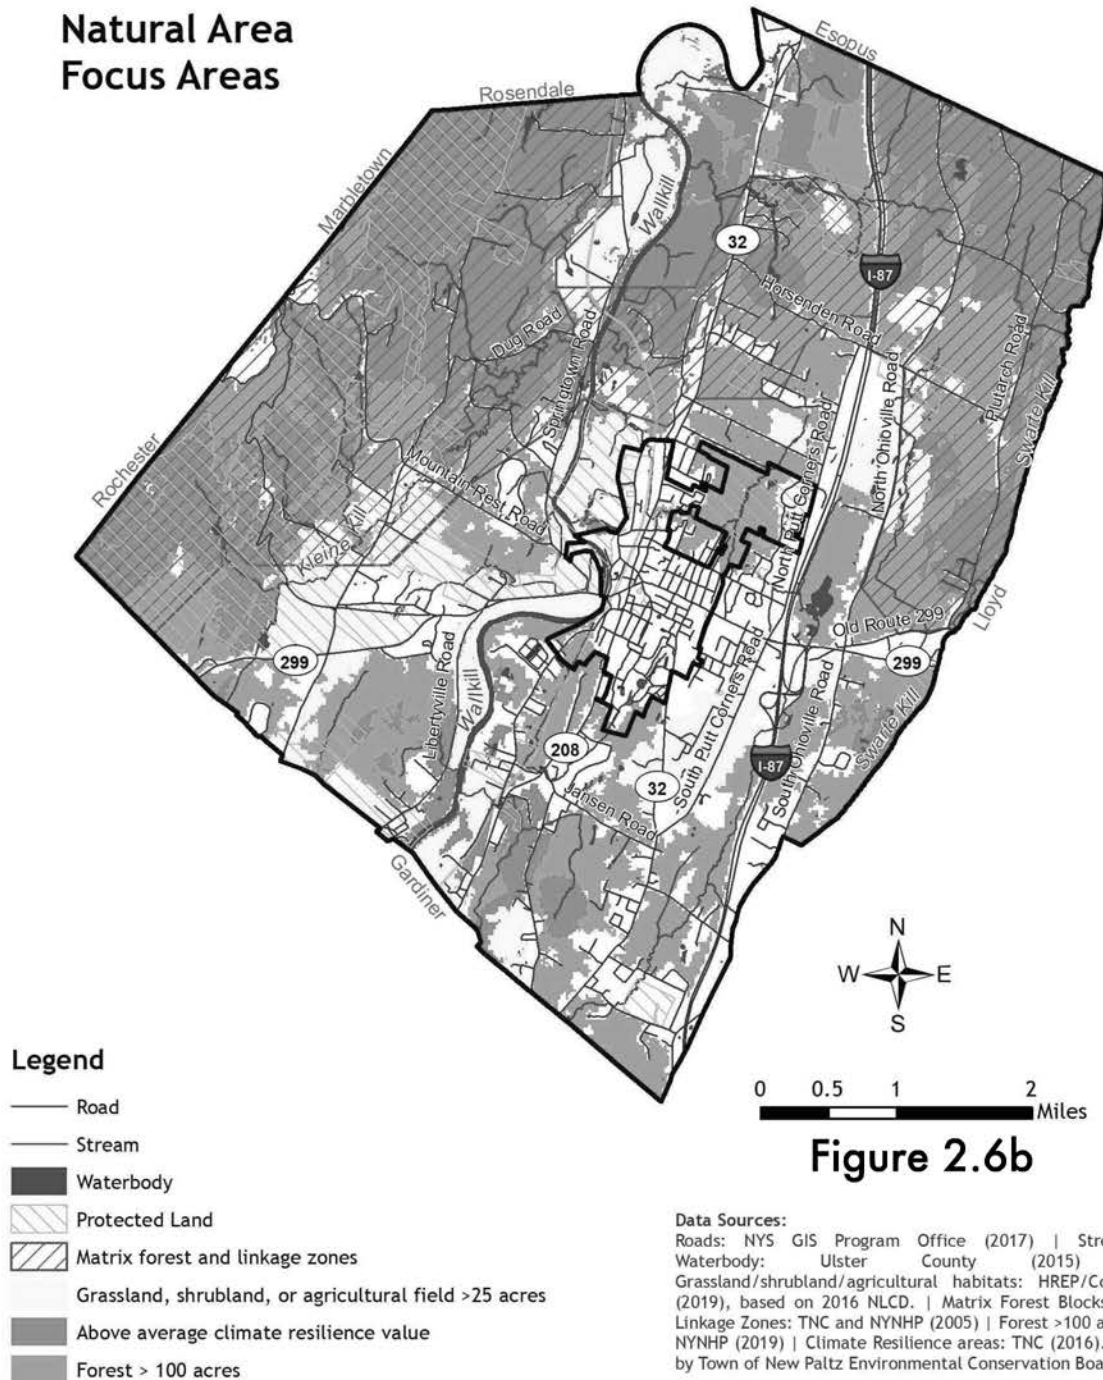 Natural Area
Focus Areas
Esopus
Rosendale
Marbletown
Rochester
Wallkill
32
I-87
Horsenden Road
Dug Road
Springtown Road
Plutarch Road
North Ohioville Road
Swarte Kill
North Putt Corners Road
Mountain Rest Road
Kleine Kill
Lloyd
Old Route 299
299
299
Libertyville Road
Wallkill
South Putt Corners Road
South Ohioville Road
Swarte Kill
208
32
I-87
Jansen Road
Gardiner
N
W E
S
Legend
Road
Stream
Waterbody
Protected Land
Matrix forest and linkage zones
Grassland, shrubland, or agricultural field >25 acres
Above average climate resilience value
Forest > 100 acres
0 0.5 1 2
Miles
Figure 2.6b
Data Sources:
Roads: NYS GIS Program Office (2017) | Stre
Waterbody: Ulster County (2015)
Grassland/shrubland/agricultural habitats: HREP/Co
(2019), based on 2016 NLCD. | Matrix Forest Blocks
Linkage Zones: TNC and NYNHP (2005) | Forest >100 a
NYNHP (2019) | Climate Resilience areas: TNC (2016).
by Town of New Paltz Environmental Conservation Boa